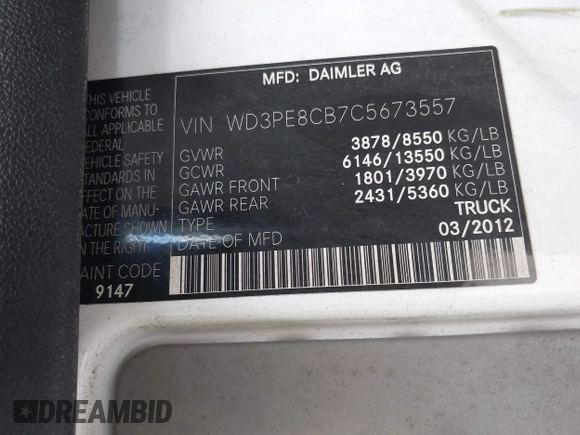 MFD: DAIMLER AG
THIS VEHICLE
CONFORMS TO
ALL APPLICABLE
FEDERAL
VEHICLE SAFETY
STANDARDS IN
EFFECT ON THE
DATE OF MANU-
FACTURE SHOWN
ON THE RIGHT
VIN WD3PE8CB7C5673557
GVWR 3878/8550 KG/LB
GCWR 6146/13550 KG/LB
GAWR FRONT 1801/3970 KG/LB
GAWR REAR 2431/5360 KG/LB
TYPE TRUCK
DATE OF MFD 03/2012
AINT CODE
9147
DREAMBID